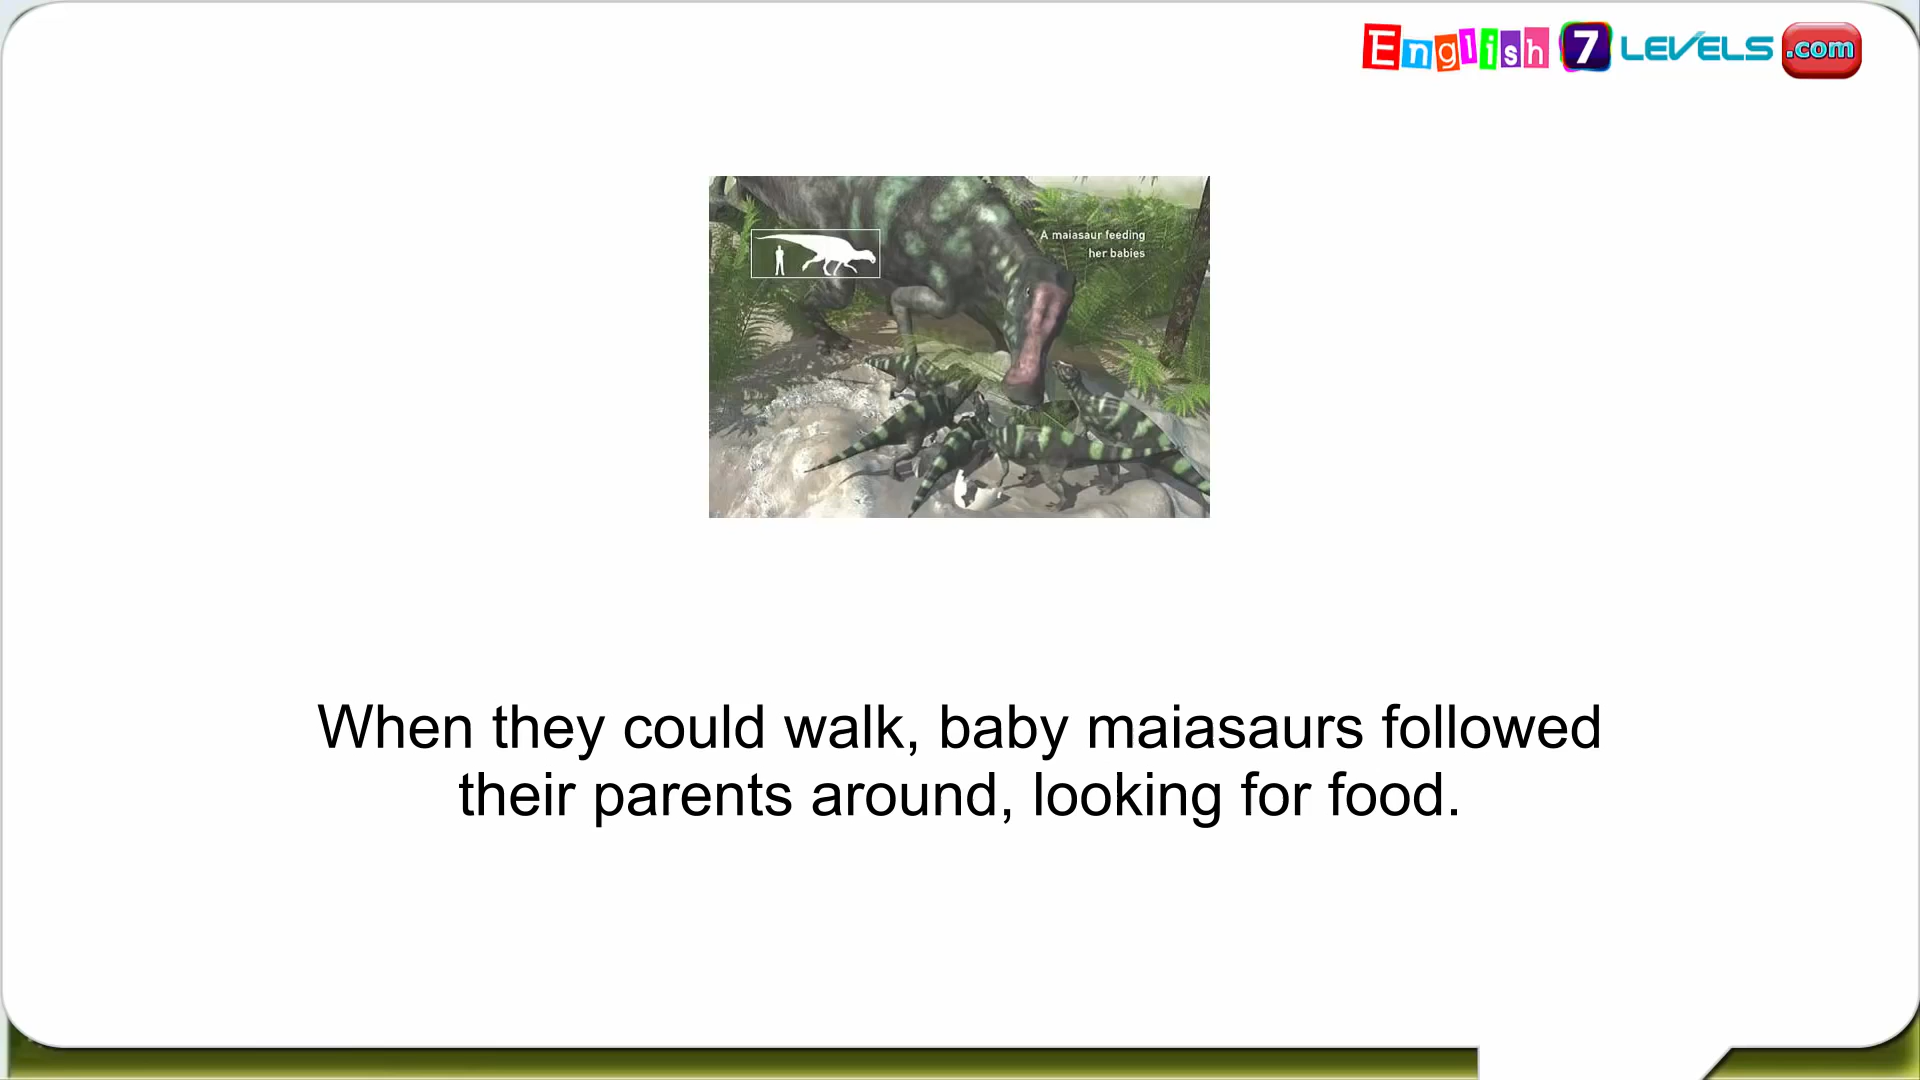 English 7 LEVELS .com
A maiasaur feeding
her babies
When they could walk, baby maiasaurs followed
their parents around, looking for food.